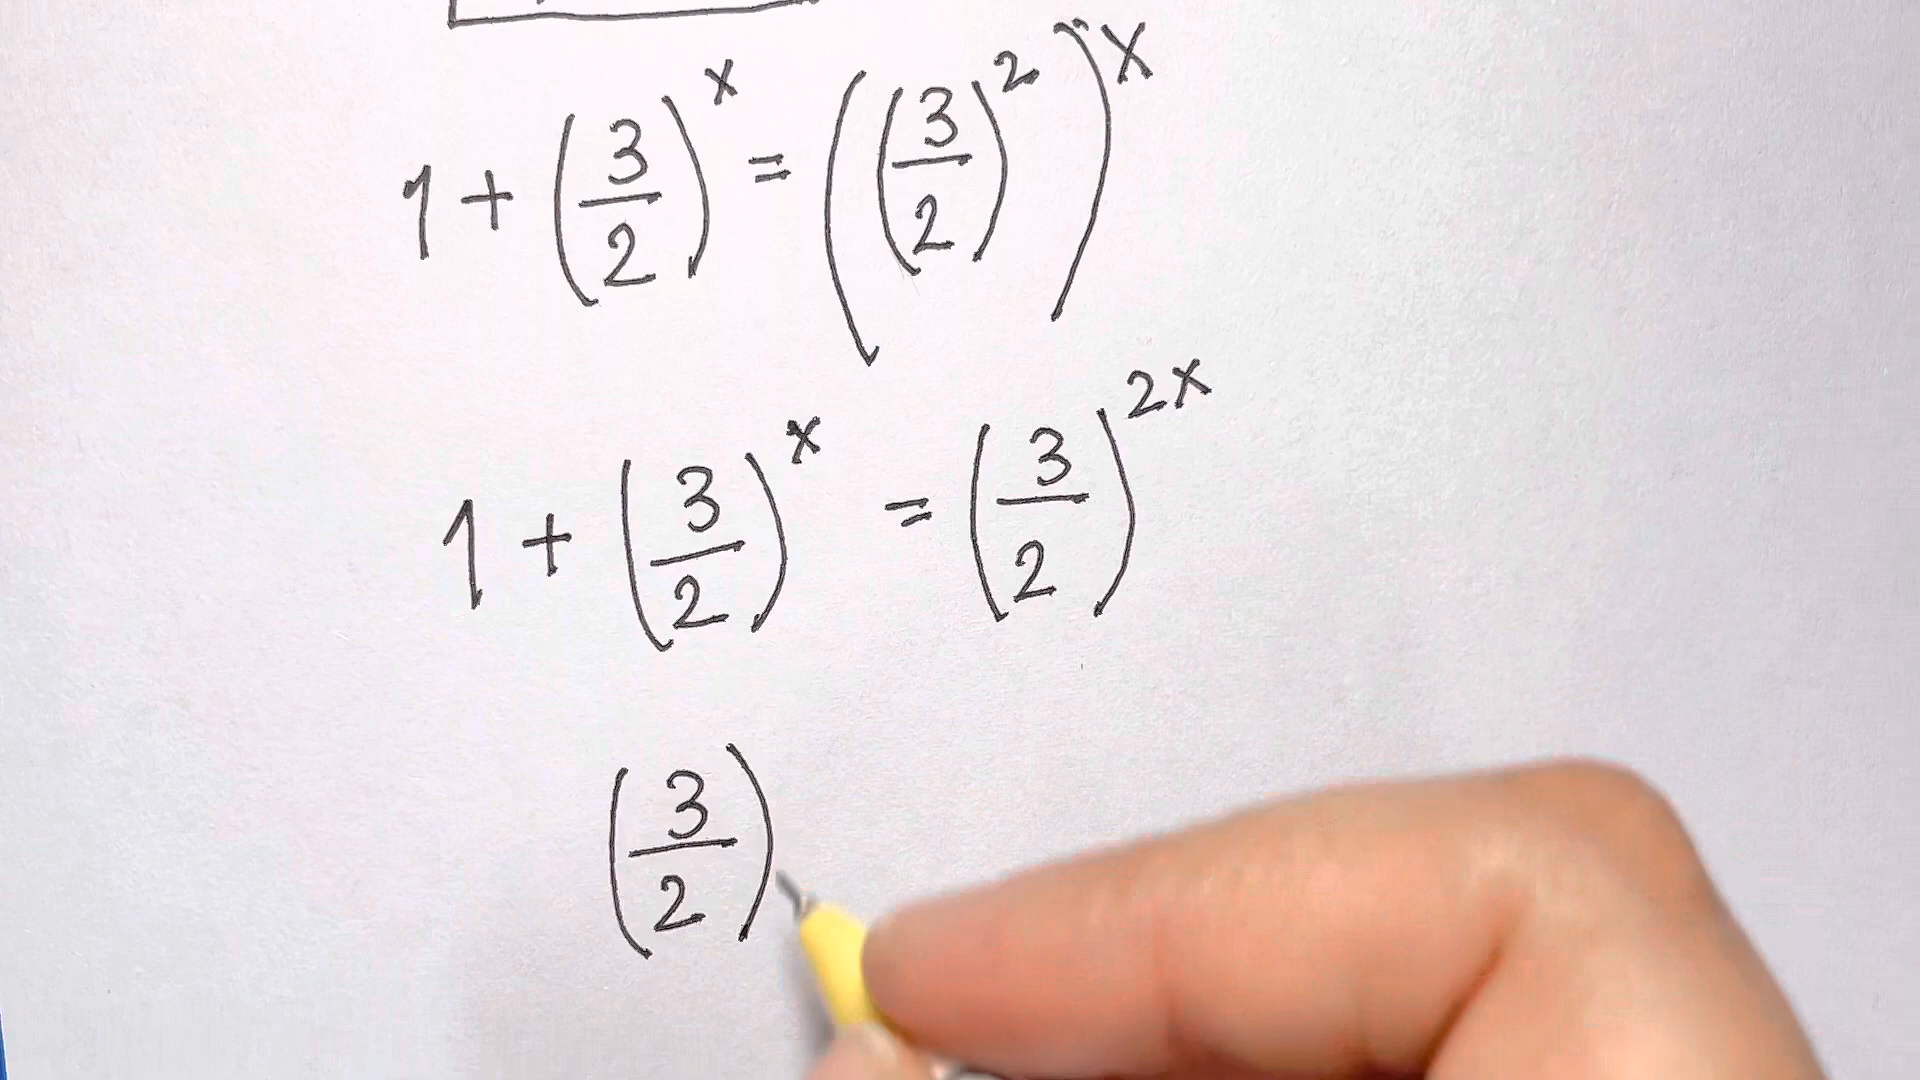 1 + (3/2)^x = ((3/2)^2)^x
1 + (3/2)^x = (3/2)^2x
(3/2)